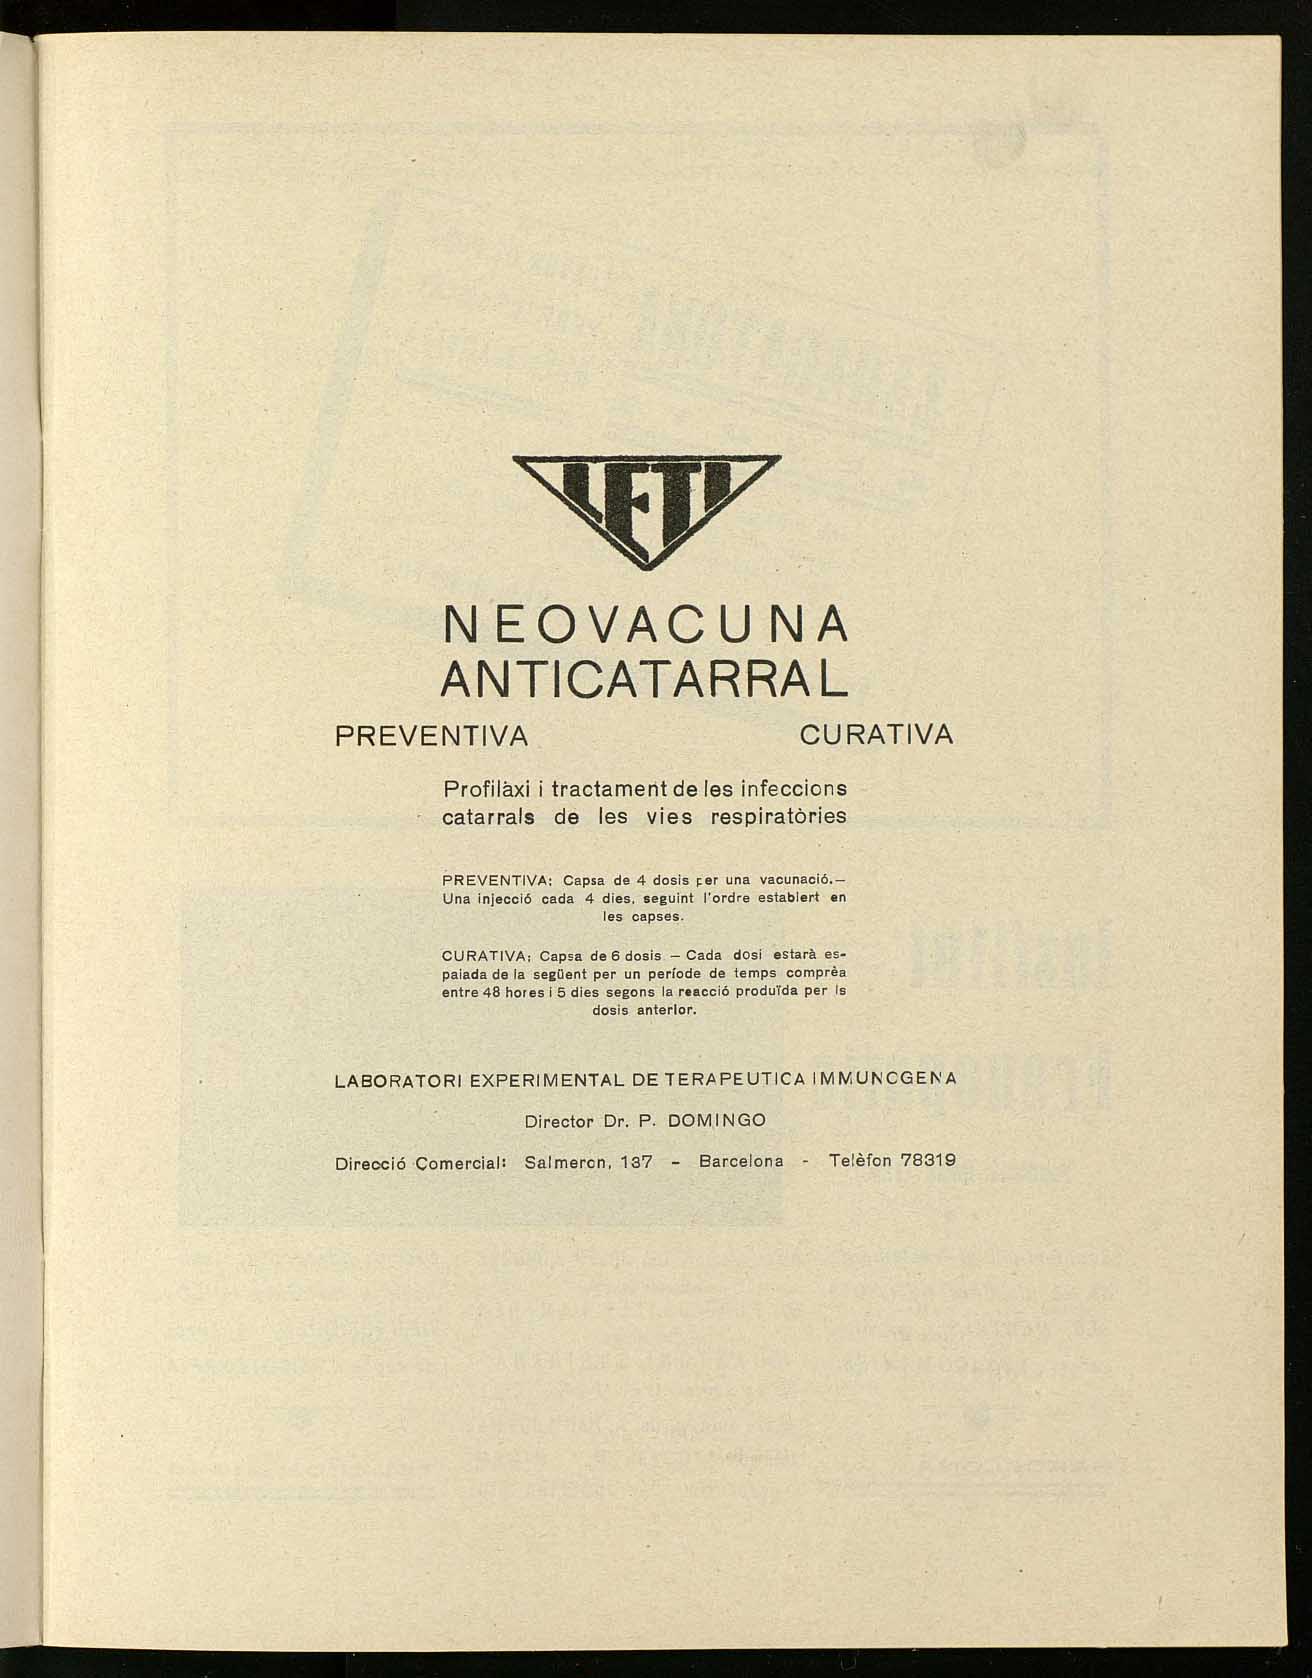 LETI
NEOVACUNA
ANTICATARRAL
PREVENTIVA CURATIVA
Profilàxi i tractament de les infeccions
catarrals de les vies respiratòries
PREVENTIVA: Capsa de 4 dosis per una vacunació.—
Una injecció cada 4 dies, seguint l'ordre establert en
les capses.
CURATIVA: Capsa de 6 dosis — Cada dosi estarà es-
paiada de la següent per un període de temps comprèa
entre 48 hores i 5 dies segons la reacció produïda per ls
dosis anterior.
LABORATORI EXPERIMENTAL DE TERAPEUTICA IMMUNOGENA
Director Dr. P. DOMINGO
Direcció Comercial: Salmeron, 137 - Barcelona - Telèfon 78319